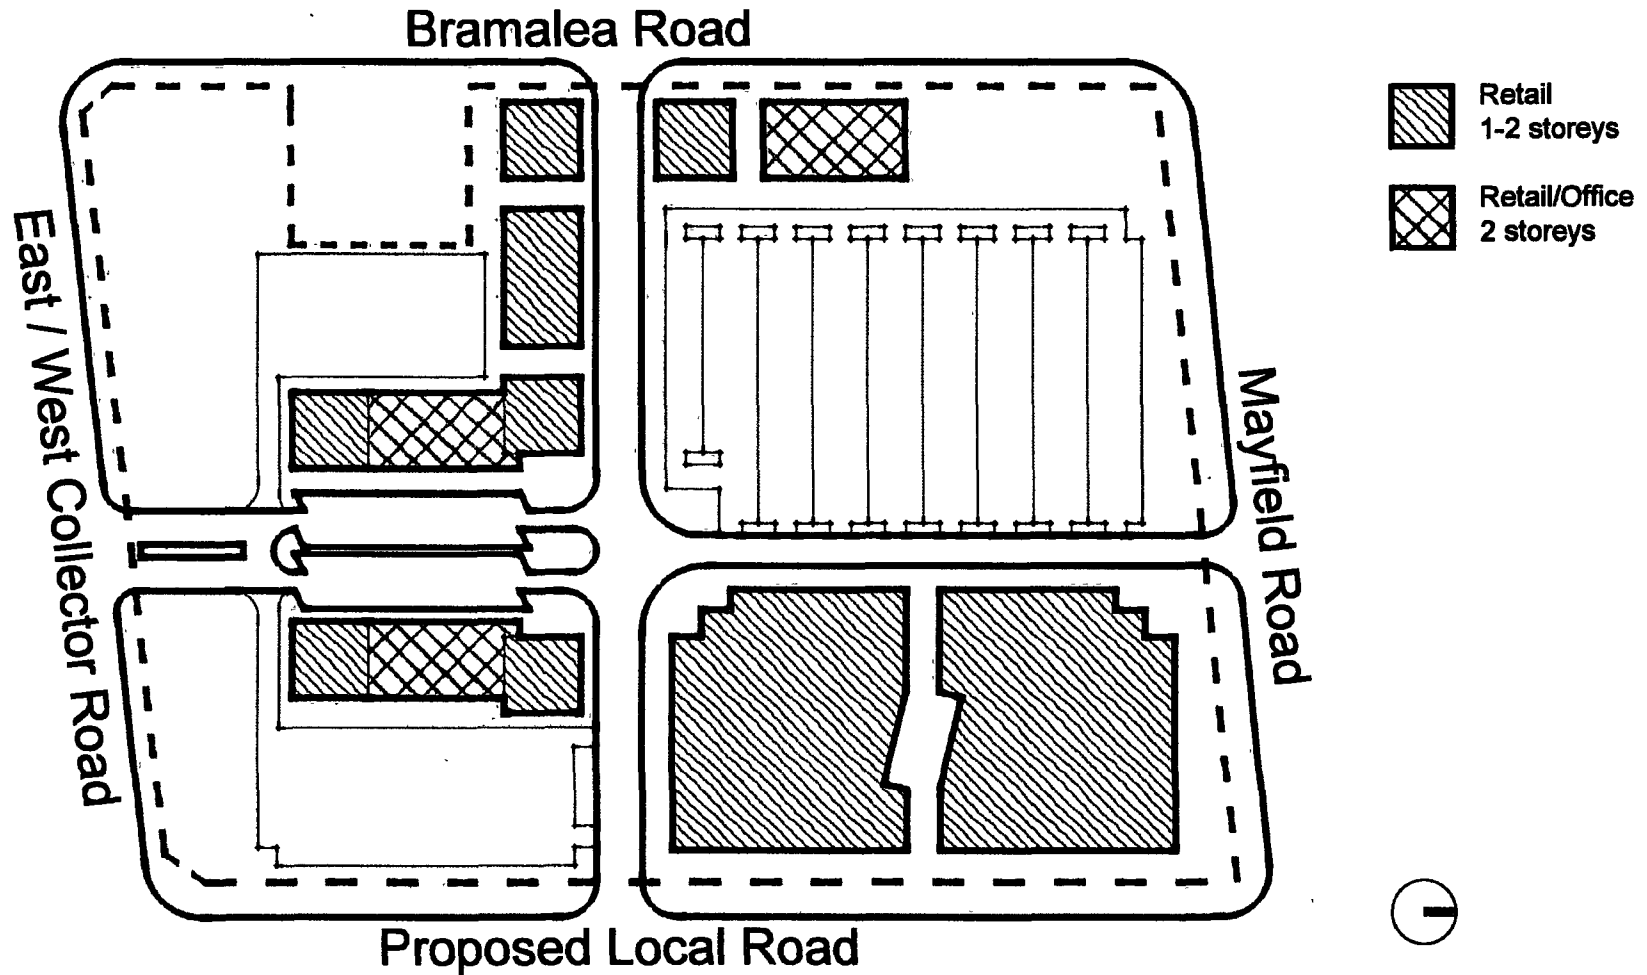 Bramalea Road
Retail
1-2 storeys
Retail/Office
2 storeys
East / West Collector Road
Mayfield Road
Proposed Local Road